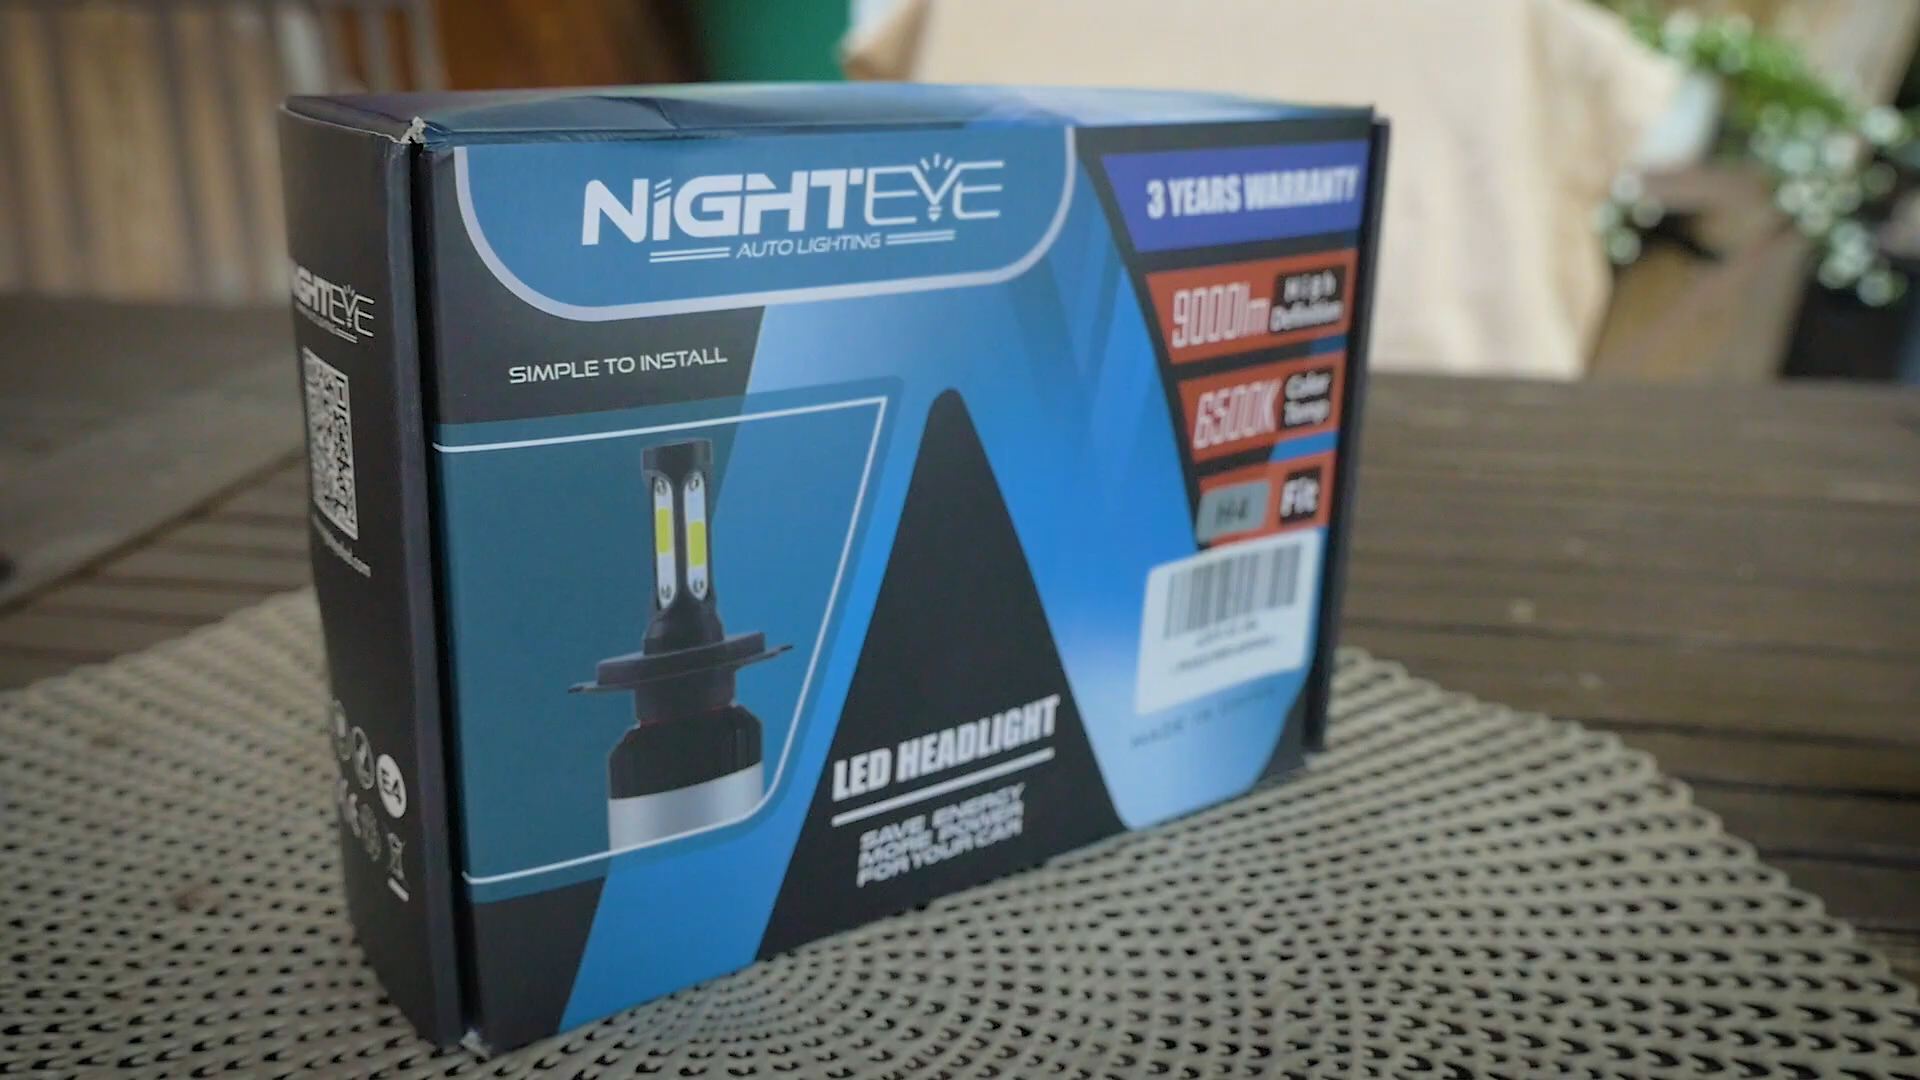 NIGHTEYE
AUTO LIGHTING
3 YEARS WARRANTY
9000lm High Definition
6500K Color Temp
H4 Fit
SIMPLE TO INSTALL
LED HEADLIGHT
SAVE ENERGY
MORE POWER
FOR YOUR CAR
NIGHTEYE
E4